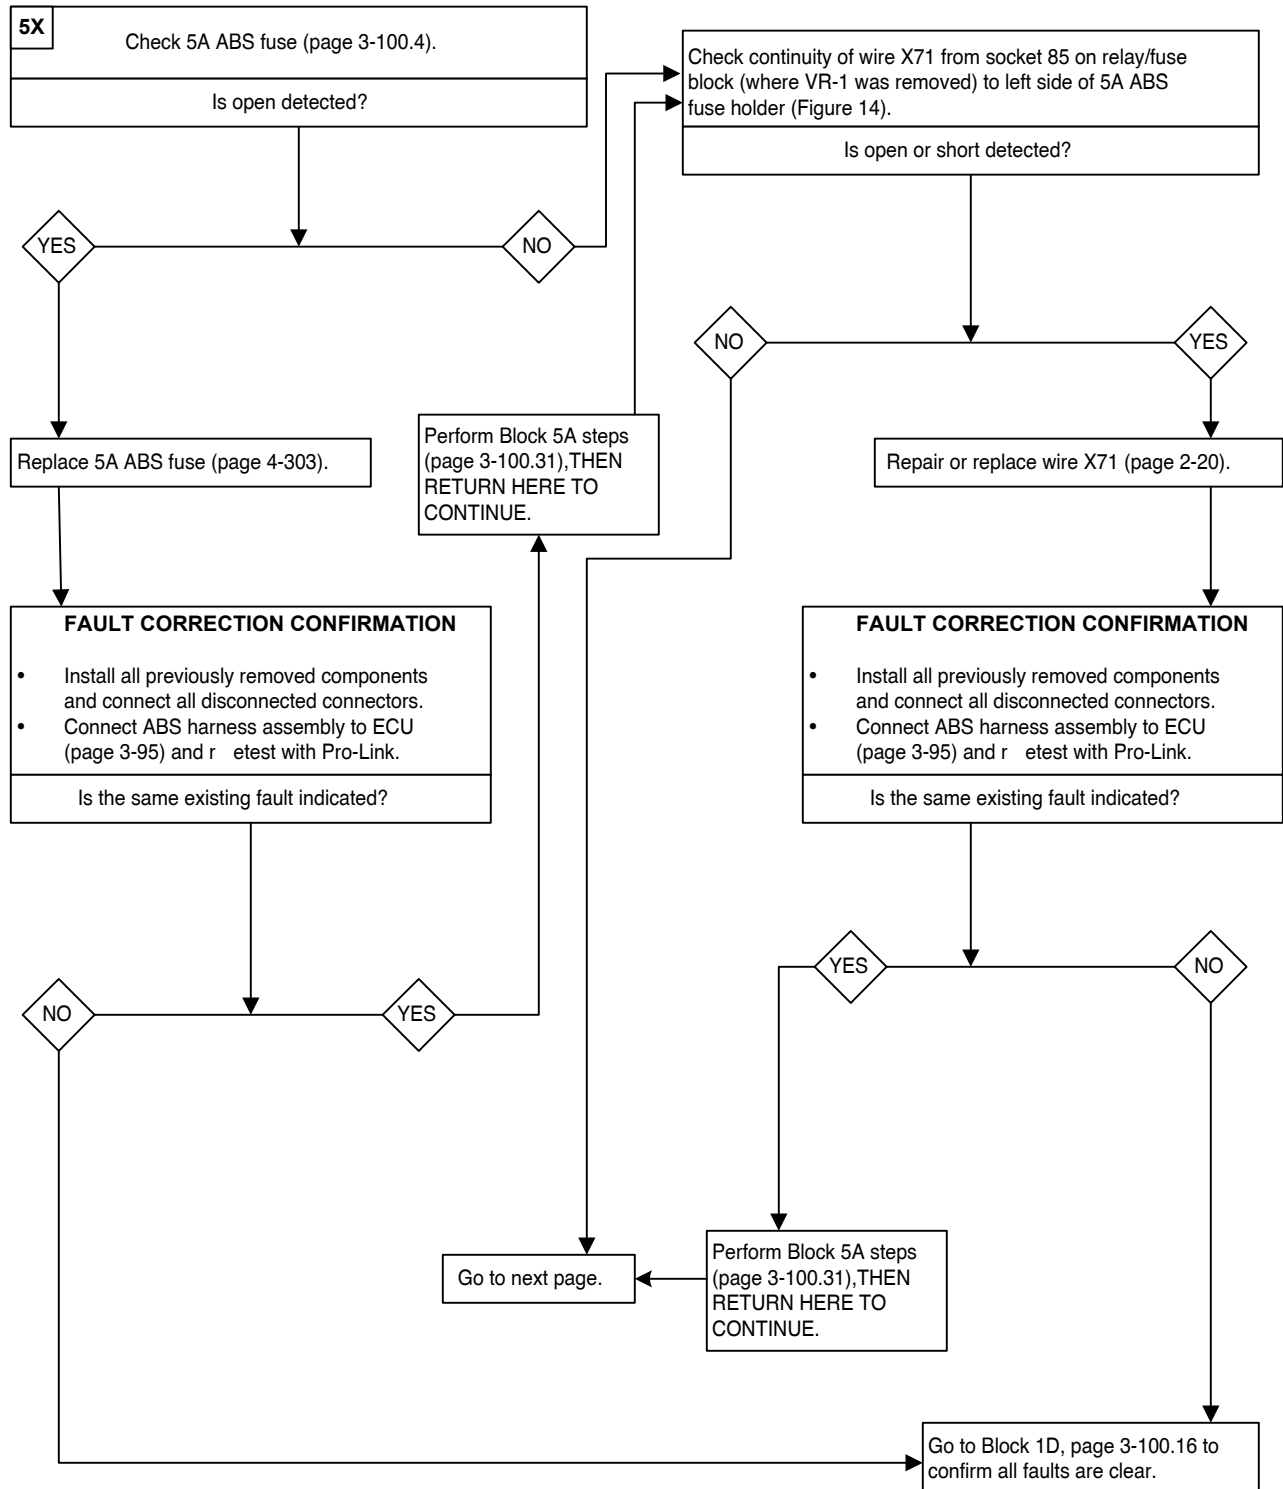 5X
Check 5A ABS fuse (page 3-100.4).
Is open detected?
Check continuity of wire X71 from socket 85 on relay/fuse
block (where VR-1 was removed) to left side of 5A ABS
fuse holder (Figure 14).
Is open or short detected?
YES
NO
NO
YES
Replace 5A ABS fuse (page 4-303).
Perform Block 5A steps
(page 3-100.31),THEN
RETURN HERE TO
CONTINUE.
Repair or replace wire X71 (page 2-20).
FAULT CORRECTION CONFIRMATION
• Install all previously removed components
and connect all disconnected connectors.
• Connect ABS harness assembly to ECU
(page 3-95) and r etest with Pro-Link.
Is the same existing fault indicated?
FAULT CORRECTION CONFIRMATION
• Install all previously removed components
and connect all disconnected connectors.
• Connect ABS harness assembly to ECU
(page 3-95) and r etest with Pro-Link.
Is the same existing fault indicated?
NO
YES
YES
NO
Go to next page.
Perform Block 5A steps
(page 3-100.31),THEN
RETURN HERE TO
CONTINUE.
Go to Block 1D, page 3-100.16 to
confirm all faults are clear.